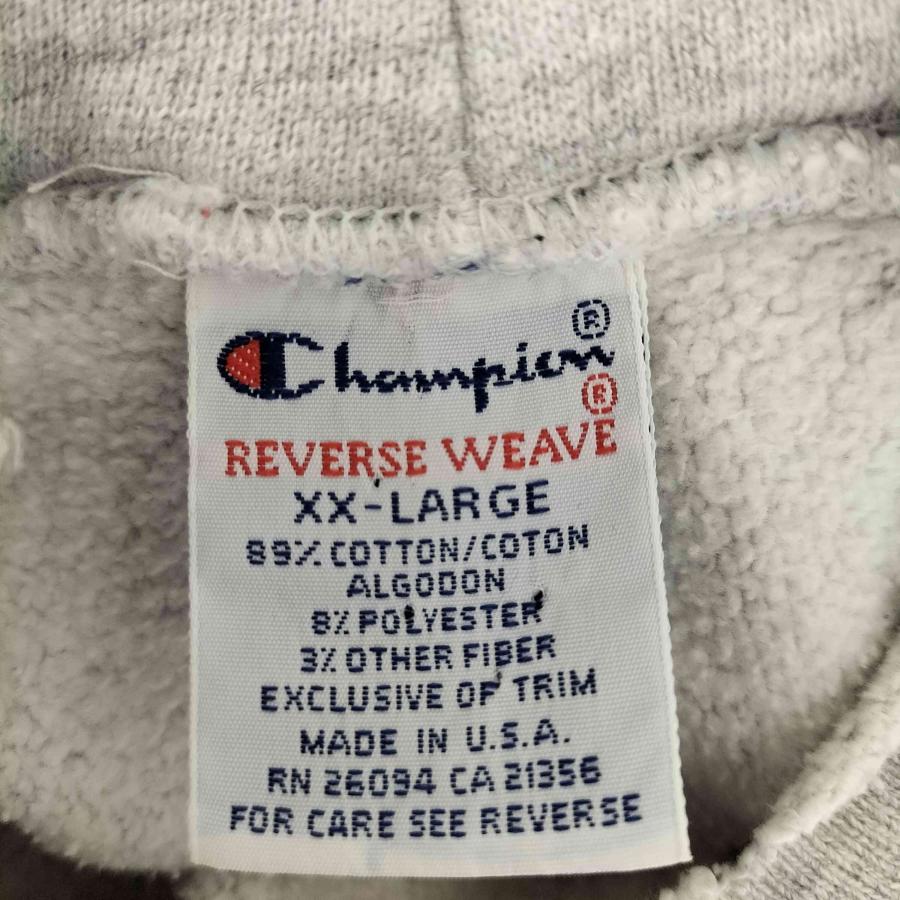 Champion®
REVERSE WEAVE®
XX-LARGE
89% COTTON/COTON
ALGODON
8% POLYESTER
3% OTHER FIBER
EXCLUSIVE OF TRIM
MADE IN U.S.A.
RN 26094 CA 21356
FOR CARE SEE REVERSE